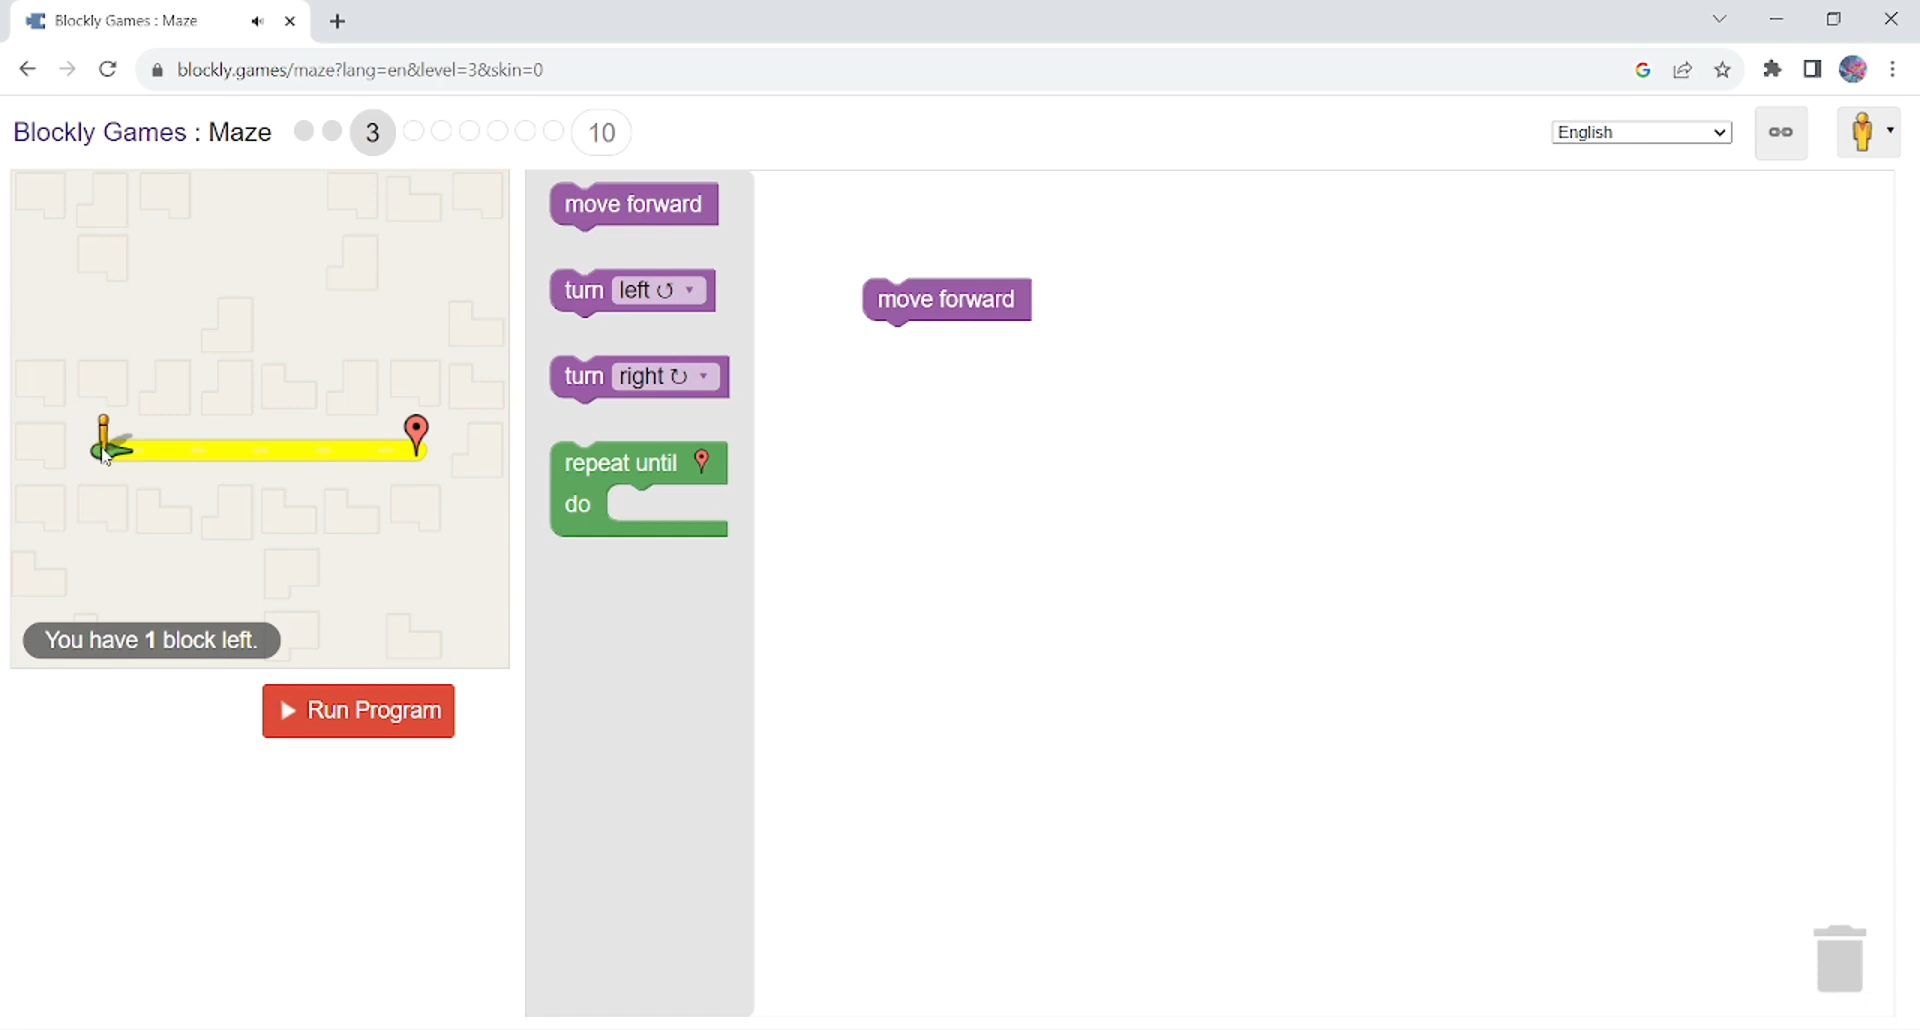 Blockly Games : Maze
blockly.games/maze?lang=en&level=3&skin=0
Blockly Games : Maze 3 10
English
move forward
turn left
turn right
repeat until
do
move forward
You have 1 block left.
Run Program